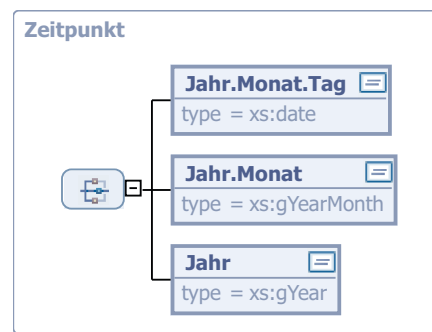 Zeitpunkt
Jahr.Monat.Tag
type = xs:date
Jahr.Monat
type = xs:gYearMonth
Jahr
type = xs:gYear